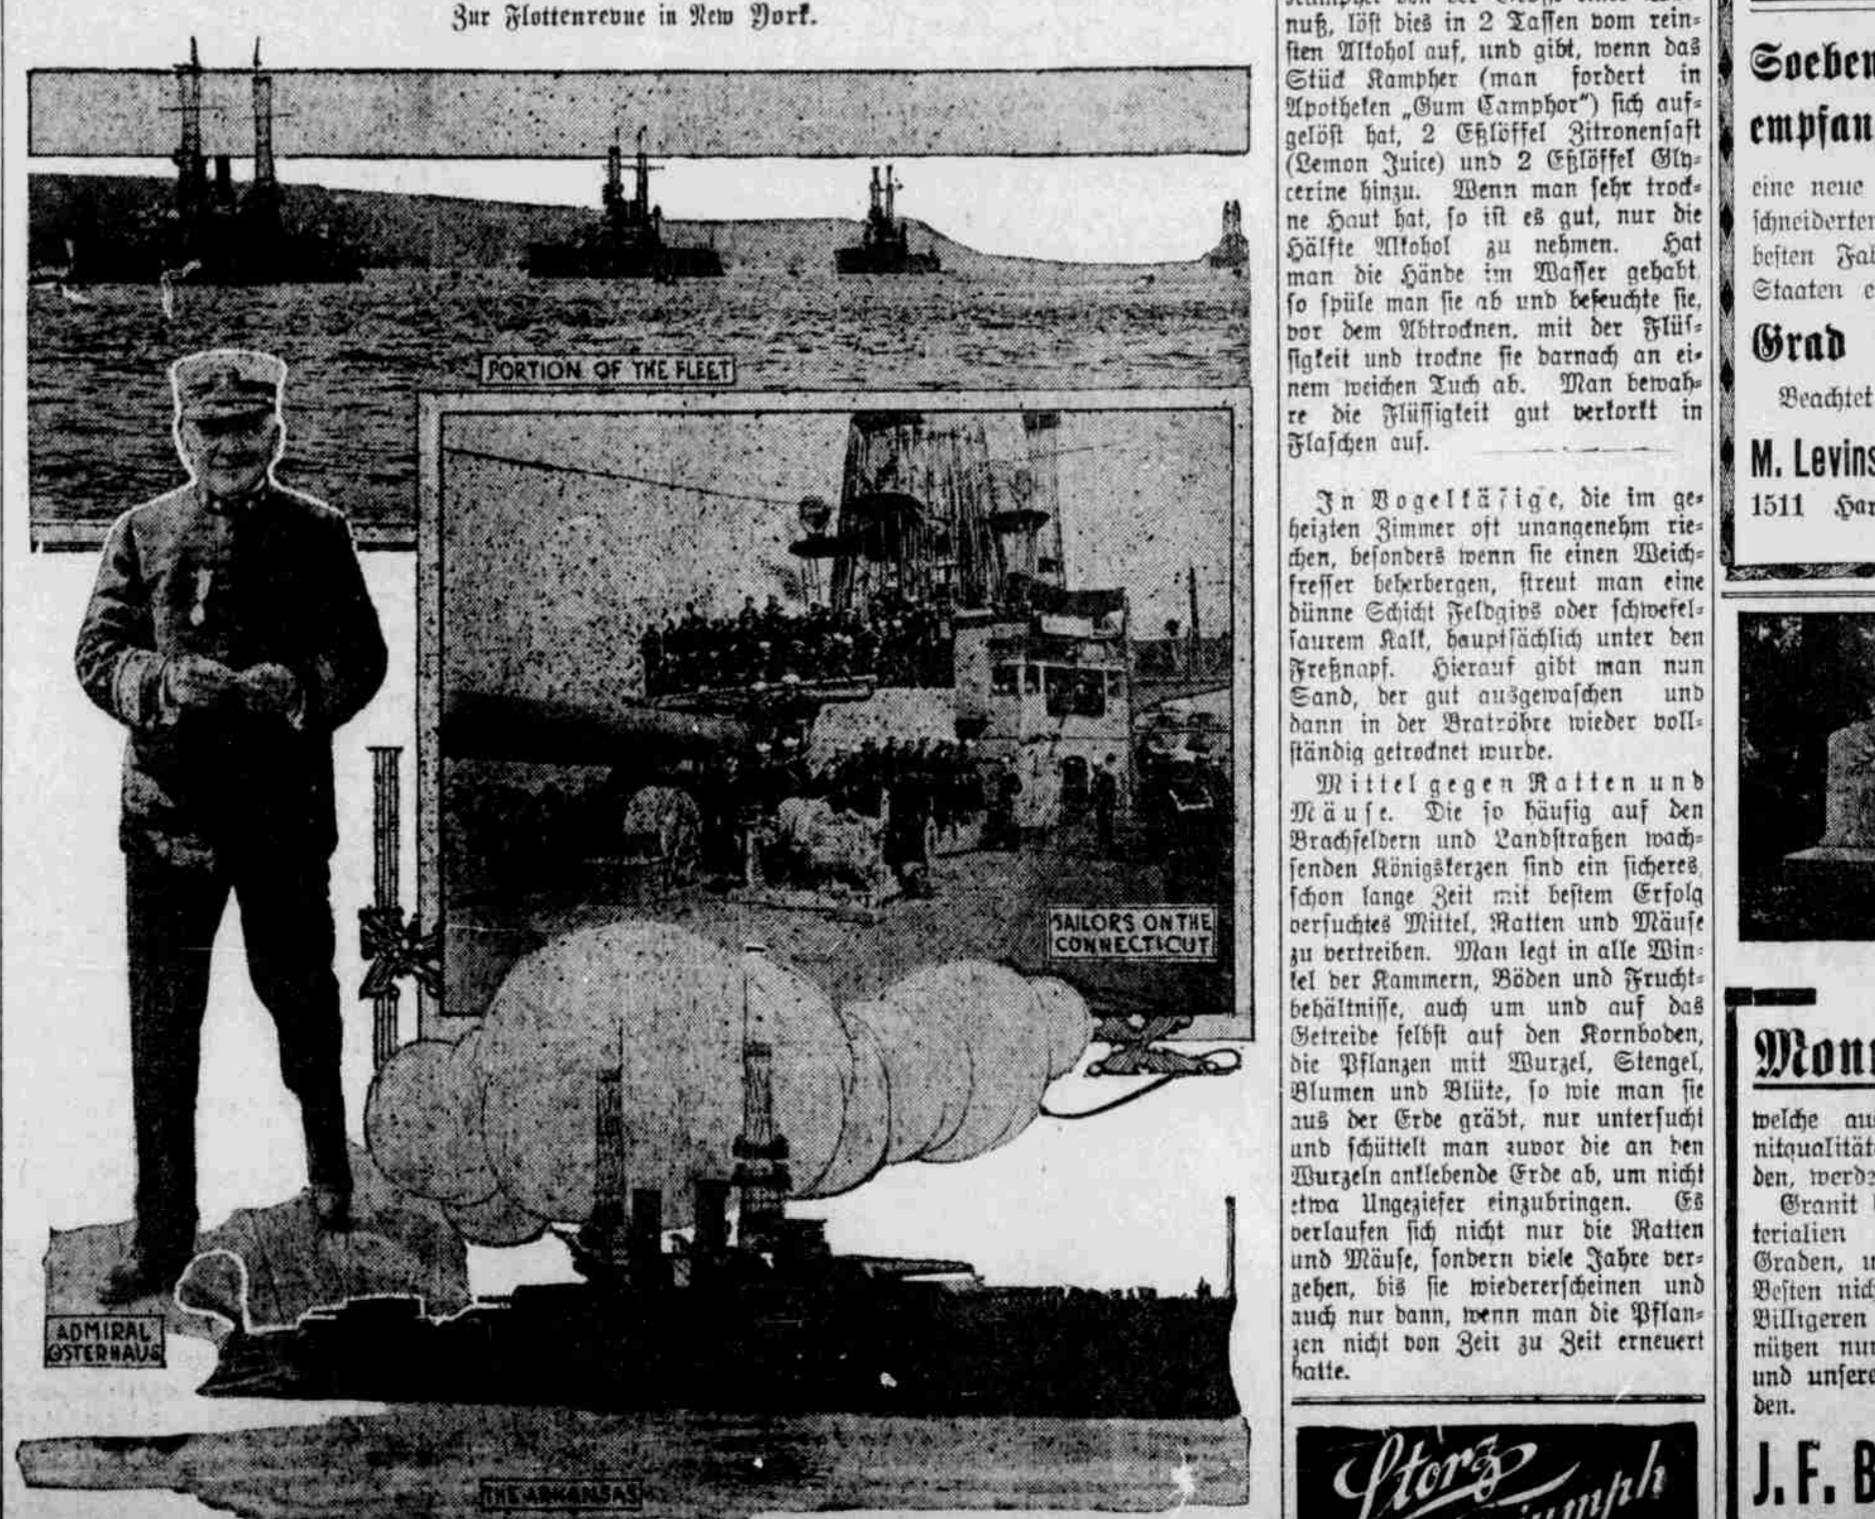 Zur Flottenrevue in New York.
PORTION OF THE FLEET
SAILORS ON THE
CONNECTICUT
ADMIRAL
OSTERHAUS
THE ARKANSAS
nuß, löst dies in 2 Tassen vom rein-
sten Alkohol auf, und gibt, wenn das
Stück Kampher (man fordert in
Apotheken „Gum Camphor“) sich auf-
gelöst hat, 2 Eßlöffel Zitronensaft
(Lemon Juice) und 2 Eßlöffel Gly-
cerine hinzu. Wenn man sehr trock-
ne Haut hat, so ist es gut, nur die
Hälfte Alkohol zu nehmen. Hat
man die Hände im Wasser gehabt,
so spüle man sie ab und befeuchte sie,
vor dem Abtrocknen, mit der Flüs-
sigkeit und trockne sie darnach an ei-
nem weichen Tuch ab. Man bewah-
re die Flüssigkeit gut verkorkt in
Flaschen auf.
In Vogelkäfige, die im ge-
heizten Zimmer oft unangenehm rie-
chen, besonders wenn sie einen Weich-
fresser beherbergen, streut man eine
dünne Schicht Feldgips oder schwefel-
saurem Kalk, hauptsächlich unter den
Freßnapf. Hierauf gibt man nun
Sand, der gut ausgewaschen und
dann in der Bratröhre wieder voll-
ständig getrocknet wurde.
Mittel gegen Ratten und
Mäuse. Die so häufig auf den
Brachfeldern und Landstraßen wach-
senden Königskerzen sind ein sicheres,
schon lange Zeit mit bestem Erfolg
versuchtes Mittel, Ratten und Mäuse
zu vertreiben. Man legt in alle Win-
kel der Kammern, Böden und Frucht-
behältnisse, auch um und auf das
Getreide selbst auf den Kornboden,
die Pflanzen mit Wurzel, Stengel,
Blumen und Blüte, so wie man sie
aus der Erde gräbt, nur untersucht
und schüttelt man zuvor die an den
Wurzeln anklebende Erde ab, um nicht
etwa Ungeziefer einzubringen. Es
verlaufen sich nicht nur die Ratten
und Mäuse, sondern viele Jahre ver-
gehen, bis sie wiedererscheinen und
auch nur dann, wenn man die Pflan-
zen nicht von Zeit zu Zeit erneuert
hatte.
Storz
Soeben
empfan
eine neue
schneiderten
besten
Staaten
Grad
Beachtet
M. Levins
1511 Har
Monu
welche aus
nitqualität
den,
Granit
terialien
Graden,
Besten nich
Billigeren
nützen nur
und unsere
den.
J. F. B